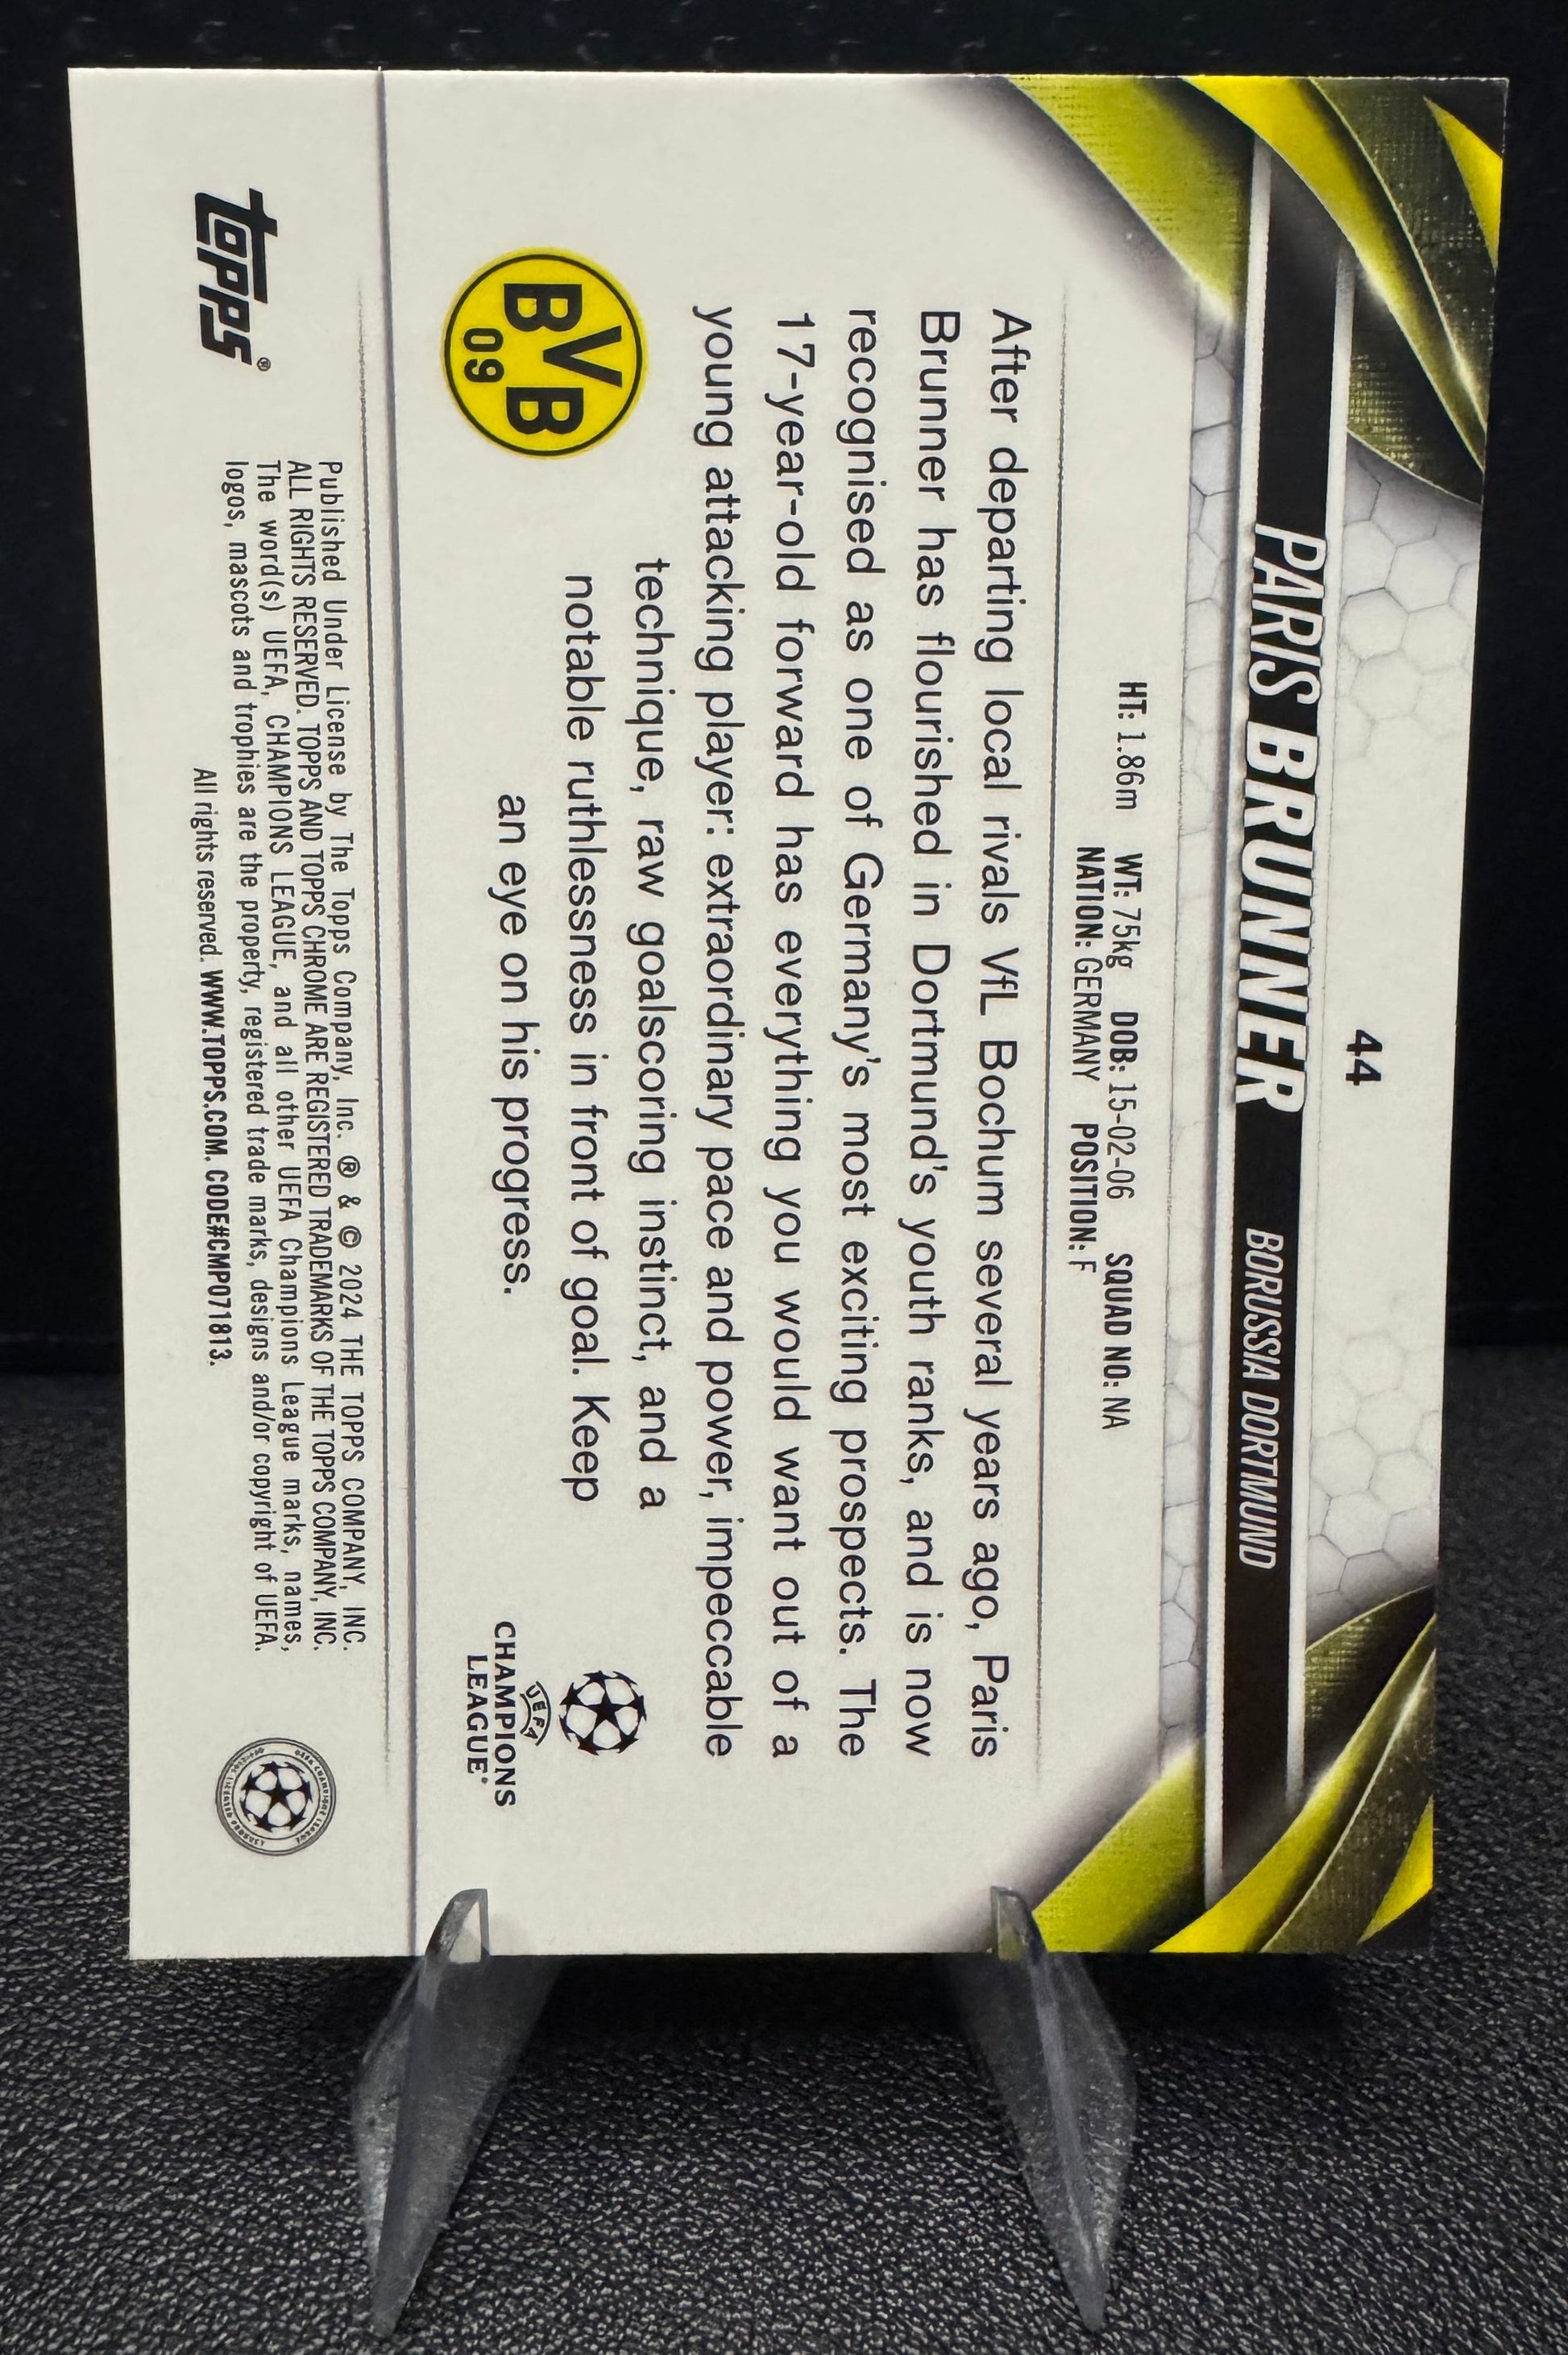 44
PARIS BRUNNER BORUSSIA DORTMUND
HT: 1.86m WT: 75kg DOB: 15-02-06 SQUAD NO: NA
NATION: GERMANY POSITION: F
After departing local rivals VfL Bochum several years ago, Paris
Brunner has flourished in Dortmund's youth ranks, and is now
recognised as one of Germany's most exciting prospects. The
17-year-old forward has everything you would want out of a
young attacking player: extraordinary pace and power, impeccable
technique, raw goalscoring instinct, and a
notable ruthlessness in front of goal. Keep
an eye on his progress.
BVB
09
UEFA
CHAMPIONS
LEAGUE®
topps®
Published Under License by The Topps Company, Inc. ® & © 2024 THE TOPPS COMPANY, INC.
ALL RIGHTS RESERVED. TOPPS AND TOPPS CHROME ARE REGISTERED TRADEMARKS OF THE TOPPS COMPANY, INC.
The word(s) UEFA, CHAMPIONS LEAGUE, and all other UEFA Champions League marks, names,
logos, mascots and trophies are the property, registered trade marks, designs and/or copyright of UEFA.
All rights reserved. WWW.TOPPS.COM. CODE#CMP071813.